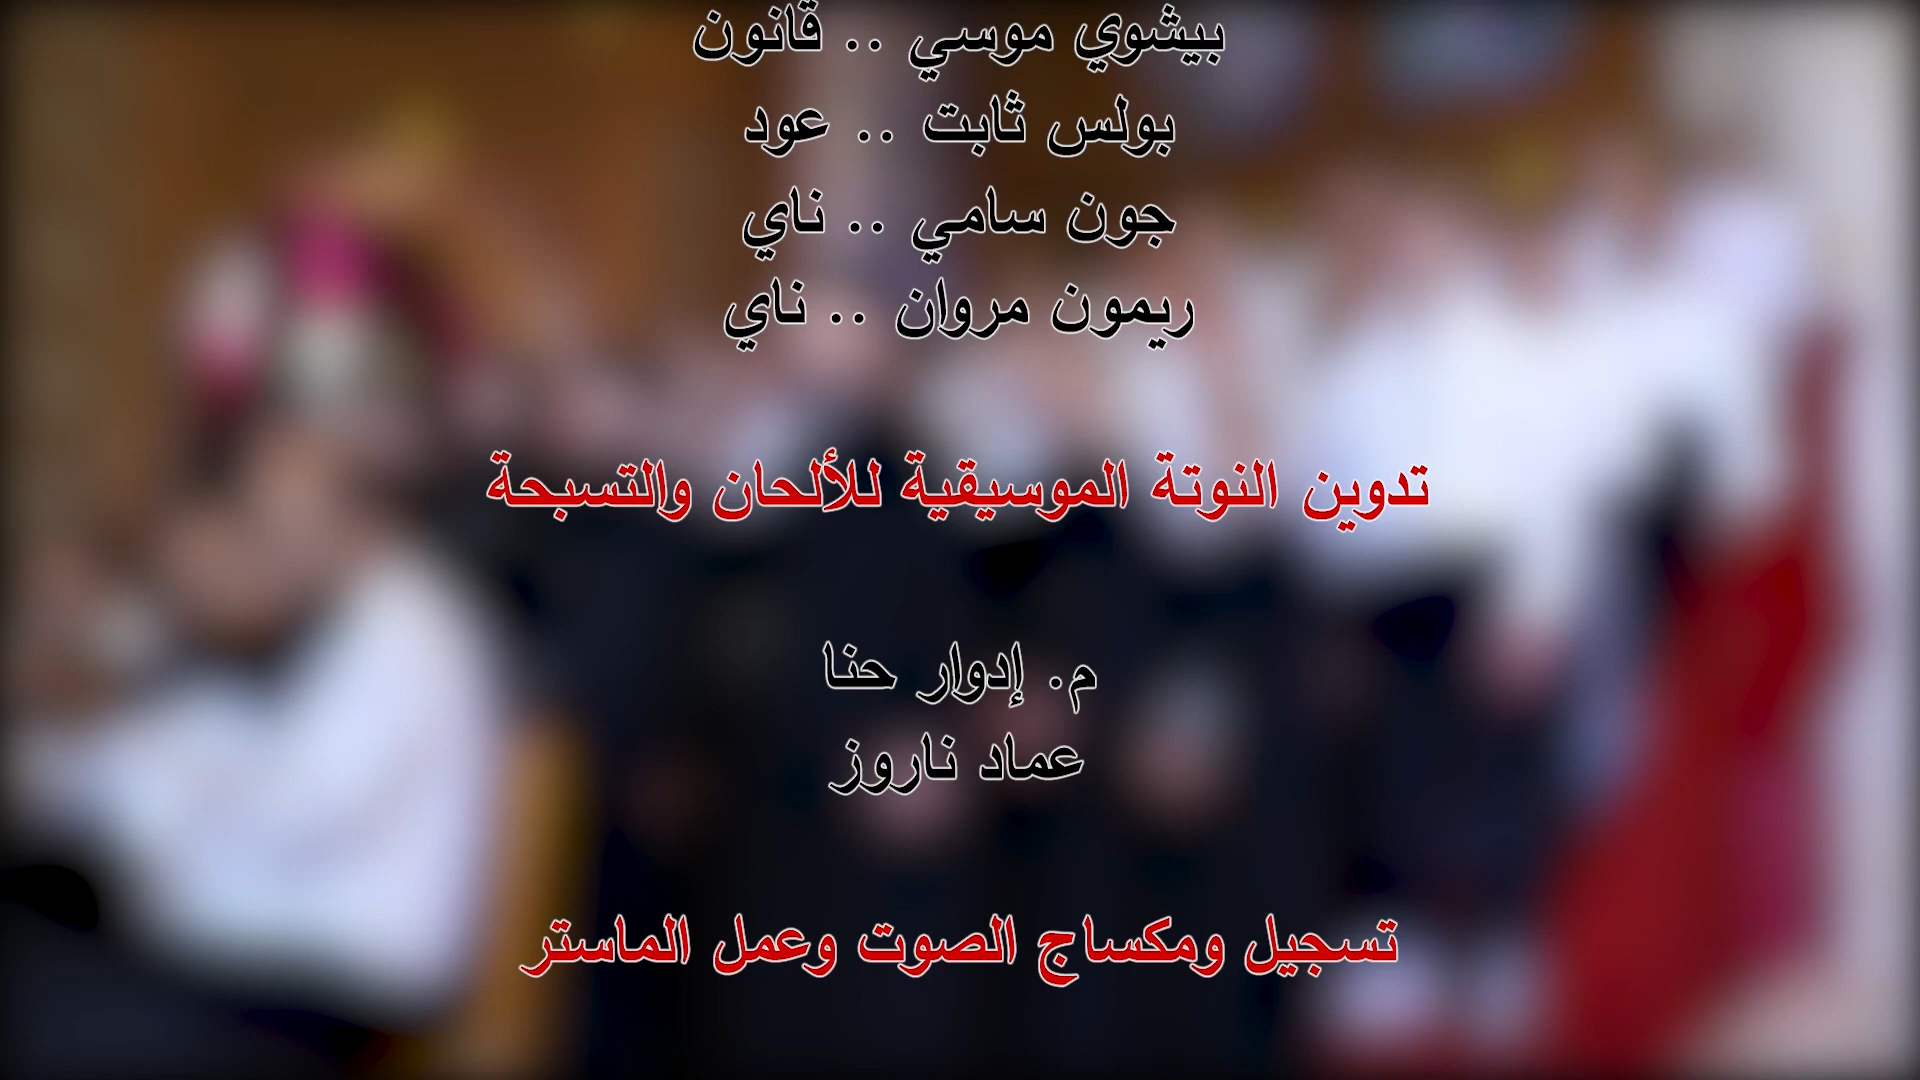 بيشوي موسي .. قانون
بولس ثابت .. عود
جون سامي .. ناي
ريمون مروان .. ناي
تدوين النوتة الموسيقية للألحان والتسبحة
م. إدوار حنا
عماد ناروز
تسجيل ومكساج الصوت وعمل الماستر